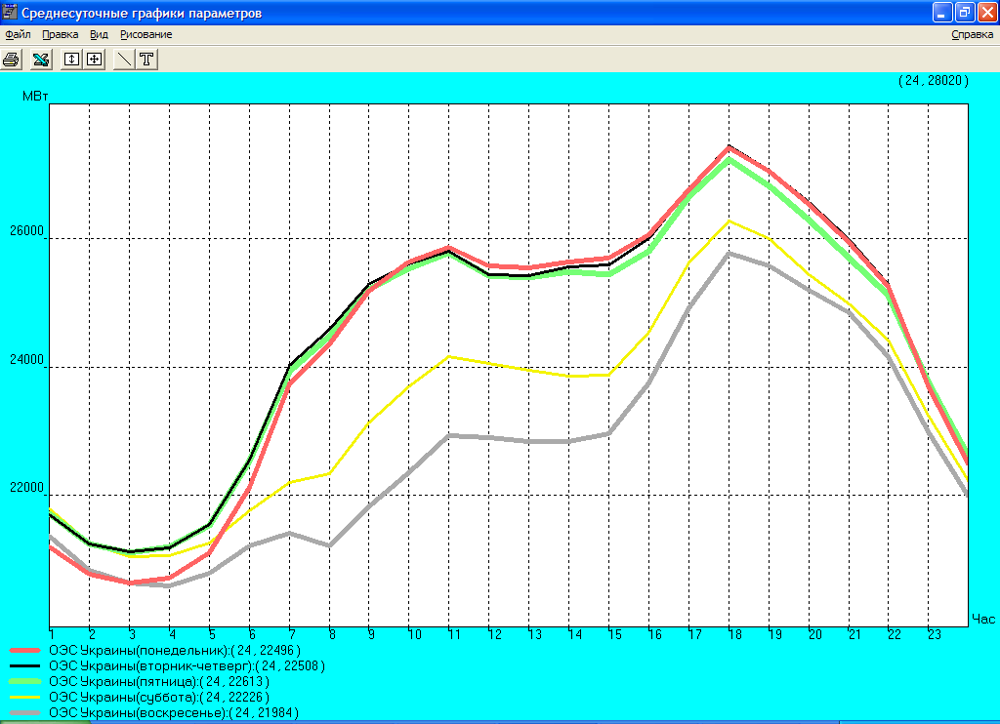 Среднесуточные графики параметров
Файл Правка Вид Рисование Справка
(24,28020)
МВт
26000
24000
22000
Час
1 2 3 4 5 6 7 8 9 10 11 12 13 14 15 16 17 18 19 20 21 22 23
ОЭС Украины(понедельник):(24,22496)
ОЭС Украины(вторник-четверг):(24,22508)
ОЭС Украины(пятница):(24,22613)
ОЭС Украины(суббота):(24,22226)
ОЭС Украины(воскресенье):(24,21984)